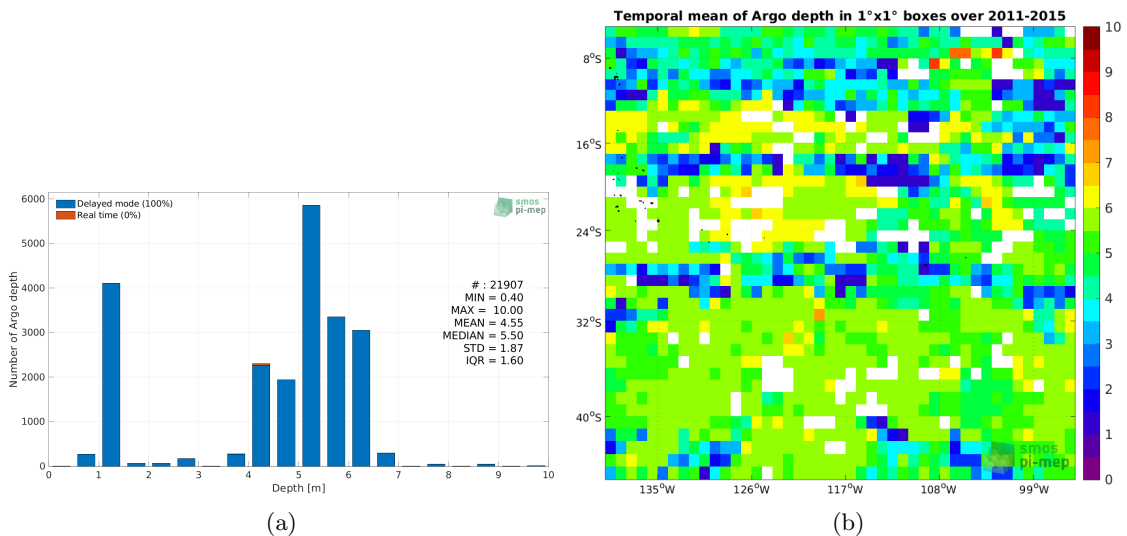 Temporal mean of Argo depth in 1°x1° boxes over 2011-2015
6000
5000
4000
3000
2000
1000
0
Number of Argo depth
Delayed mode (100%)
Real time (0%)
smos
pi-mep
# : 21907
MIN = 0.40
MAX = 10.00
MEAN = 4.55
MEDIAN = 5.50
STD = 1.87
IQR = 1.60
0 1 2 3 4 5 6 7 8 9 10
Depth [m]
(a)
8°S
16°S
24°S
32°S
40°S
135°W 126°W 117°W 108°W 99°W
smos
pi-mep
10
9
8
7
6
5
4
3
2
1
0
(b)